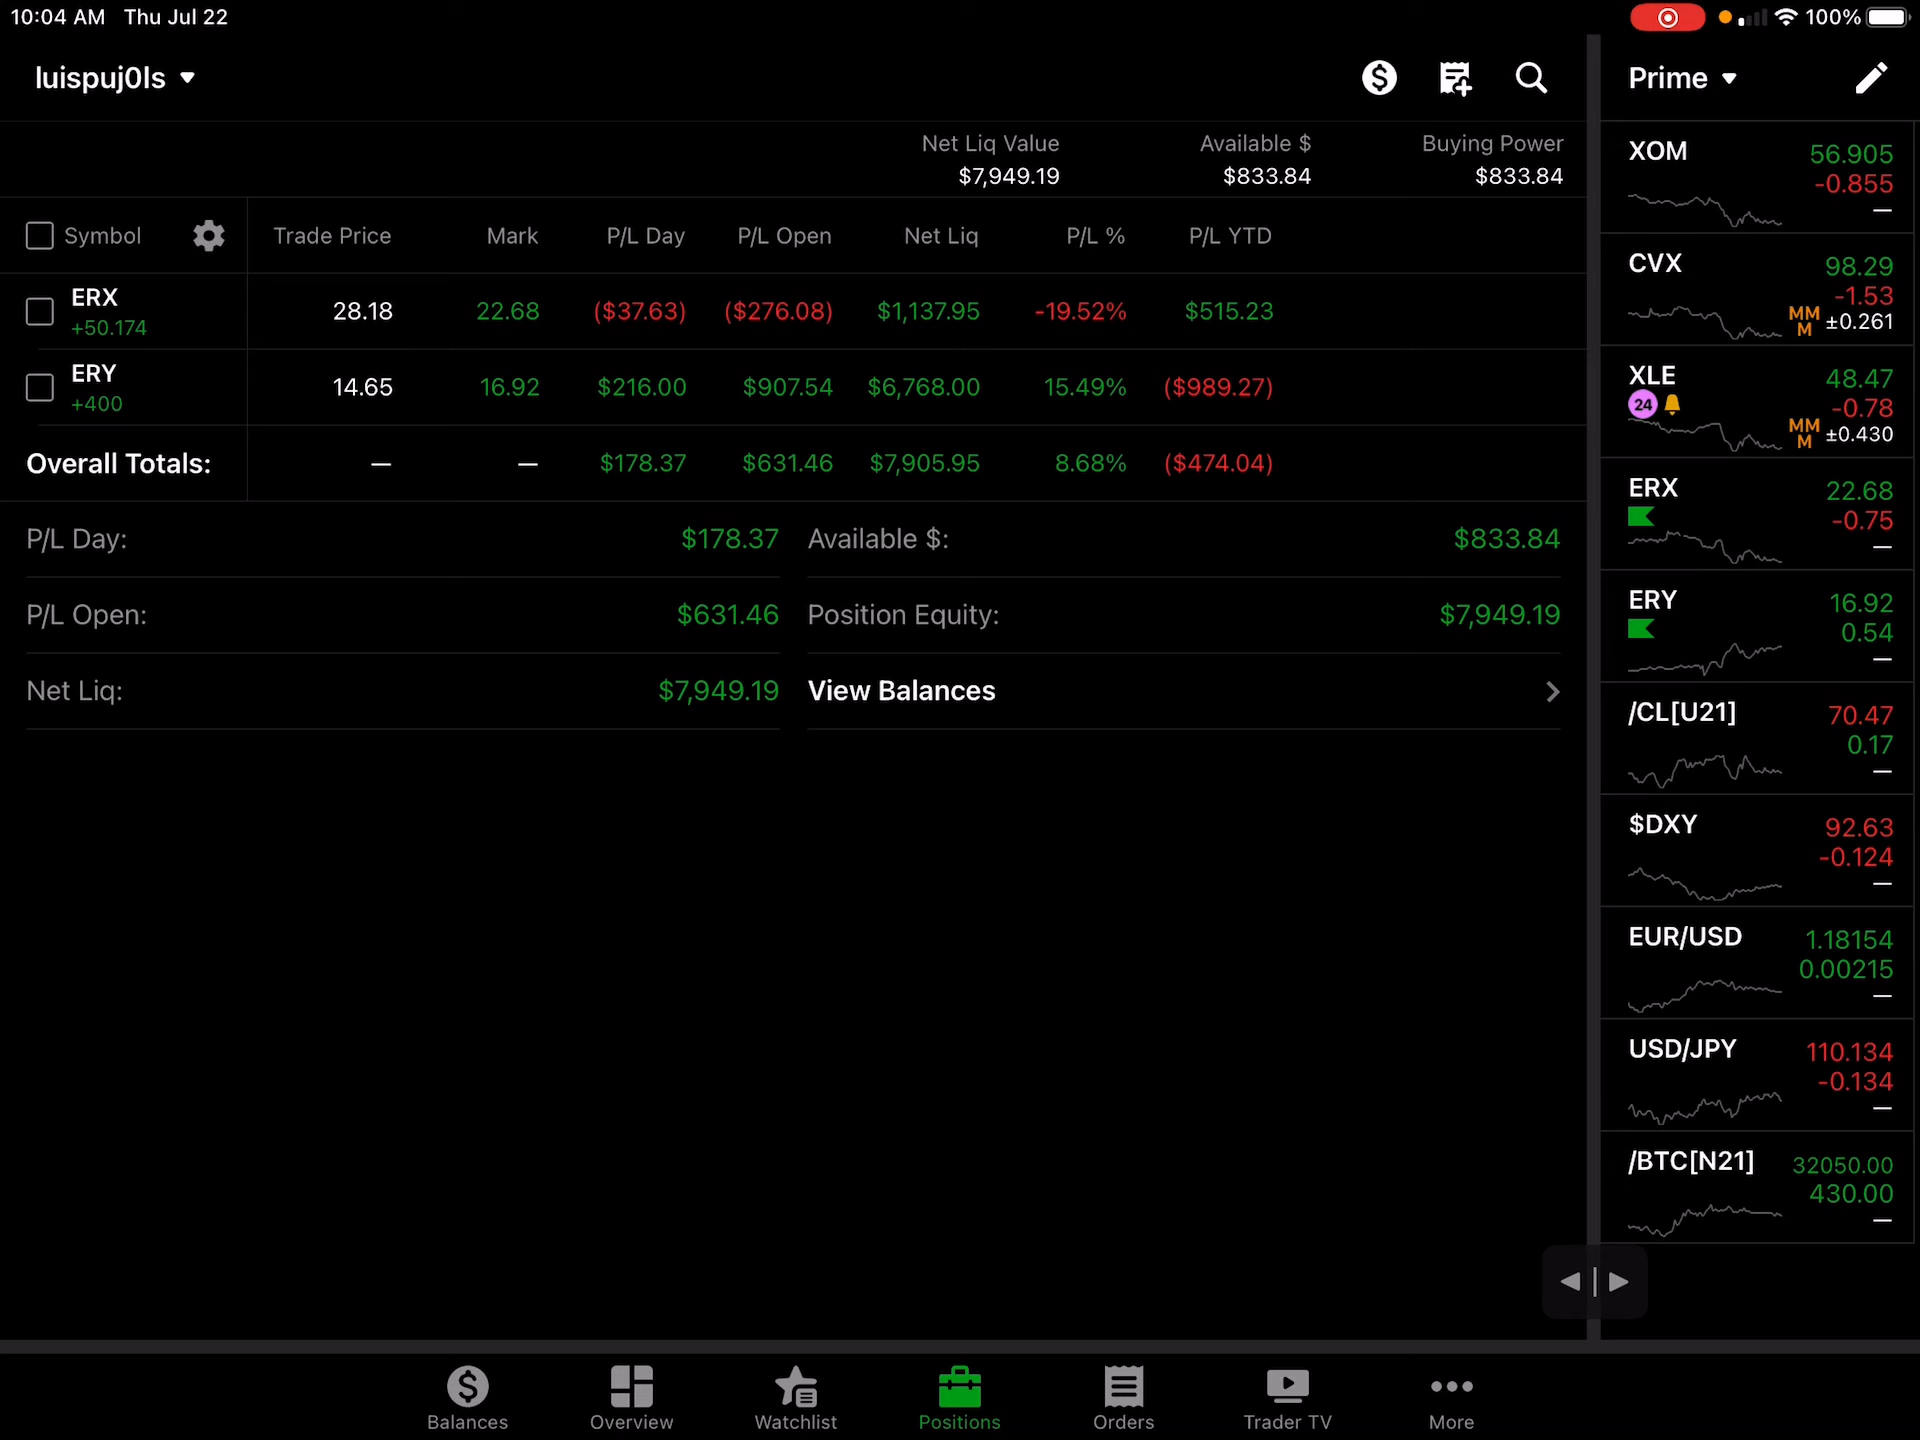 10:04 AM Thu Jul 22 100%
luispuj0ls
Net Liq Value Available $ Buying Power
$7,949.19 $833.84 $833.84
Symbol Trade Price Mark P/L Day P/L Open Net Liq P/L % P/L YTD
ERX 28.18 22.68 ($37.63) ($276.08) $1,137.95 -19.52% $515.23
+50.174
ERY 14.65 16.92 $216.00 $907.54 $6,768.00 15.49% ($989.27)
+400
Overall Totals: — — $178.37 $631.46 $7,905.95 8.68% ($474.04)
P/L Day: $178.37 Available $: $833.84
P/L Open: $631.46 Position Equity: $7,949.19
Net Liq: $7,949.19 View Balances
Prime
XOM 56.905
-0.855
—
CVX 98.29
-1.53
MM
M ±0.261
XLE 48.47
24 -0.78
MM
M ±0.430
ERX 22.68
-0.75
—
ERY 16.92
0.54
—
/CL[U21] 70.47
0.17
—
$DXY 92.63
-0.124
—
EUR/USD 1.18154
0.00215
—
USD/JPY 110.134
-0.134
—
/BTC[N21] 32050.00
430.00
—
Balances Overview Watchlist Positions Orders Trader TV More